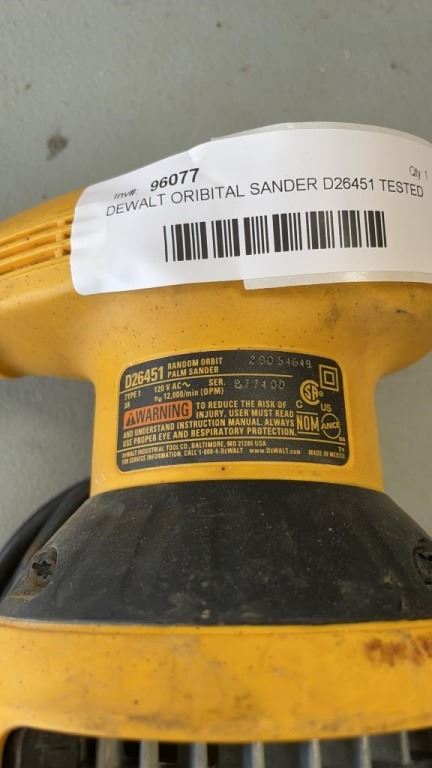 Inv#: 96077 Qty 1
DEWALT ORIBITAL SANDER D26451 TESTED
D26451 RANDOM ORBIT PALM SANDER
TYPE 1 120 V AC~ SER.
3A n₀ 12,000/min (OPM)
WARNING TO REDUCE THE RISK OF
INJURY, USER MUST READ
AND UNDERSTAND INSTRUCTION MANUAL. ALWAYS
USE PROPER EYE AND RESPIRATORY PROTECTION.
DEWALT INDUSTRIAL TOOL CO., BALTIMORE, MD 21286 USA
FOR SERVICE INFORMATION, CALL 1-800-4-DEWALT www.DEWALT.com
C US
NOM ANCE
MADE IN MEXICO